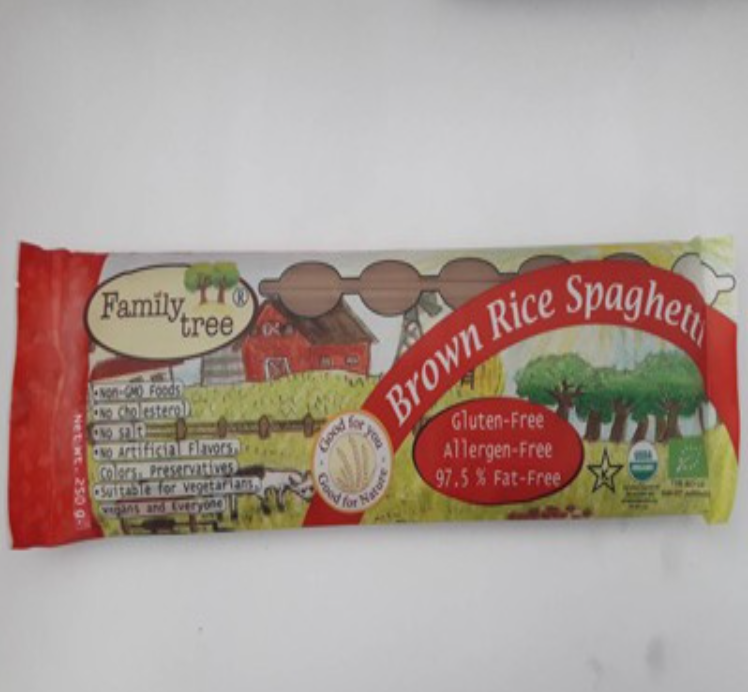 Family
tree ®
Brown Rice Spaghetti
•Non-GMO Foods
•No Cholesterol
•No salt
•No Artificial Flavors,
Colors, Preservatives
•Suitable for Vegetarians,
vegans and Everyone
Good for you
Good for Nature
Gluten-Free
Allergen-Free
97.5 % Fat-Free
K
USDA
ORGANIC
Net.Wt. 250 g.